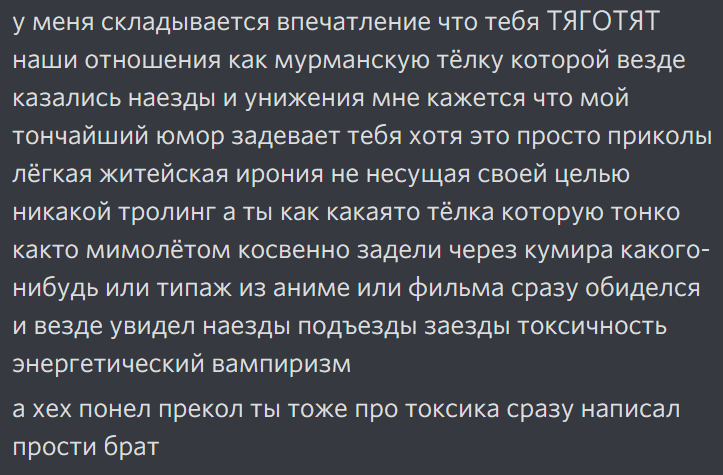 у меня складывается впечатление что тебя ТЯГОТЯТ
наши отношения как мурманскую тёлку которой везде
казались наезды и унижения мне кажется что мой
тончайший юмор задевает тебя хотя это просто приколы
лёгкая житейская ирония не несущая своей целью
никакой тролинг а ты как какаято тёлка которую тонко
както мимолётом косвенно задели через кумира какого-
нибудь или типаж из аниме или фильма сразу обиделся
и везде увидел наезды подъезды заезды токсичность
энергетический вампиризм
а хех понел прекол ты тоже про токсика сразу написал
прости брат